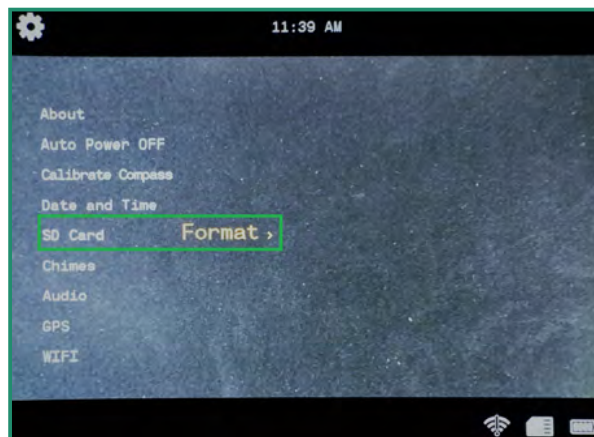 11:39 AM
About
Auto Power OFF
Calibrate Compass
Date and Time
SD Card Format ›
Chimes
Audio
GPS
WIFI